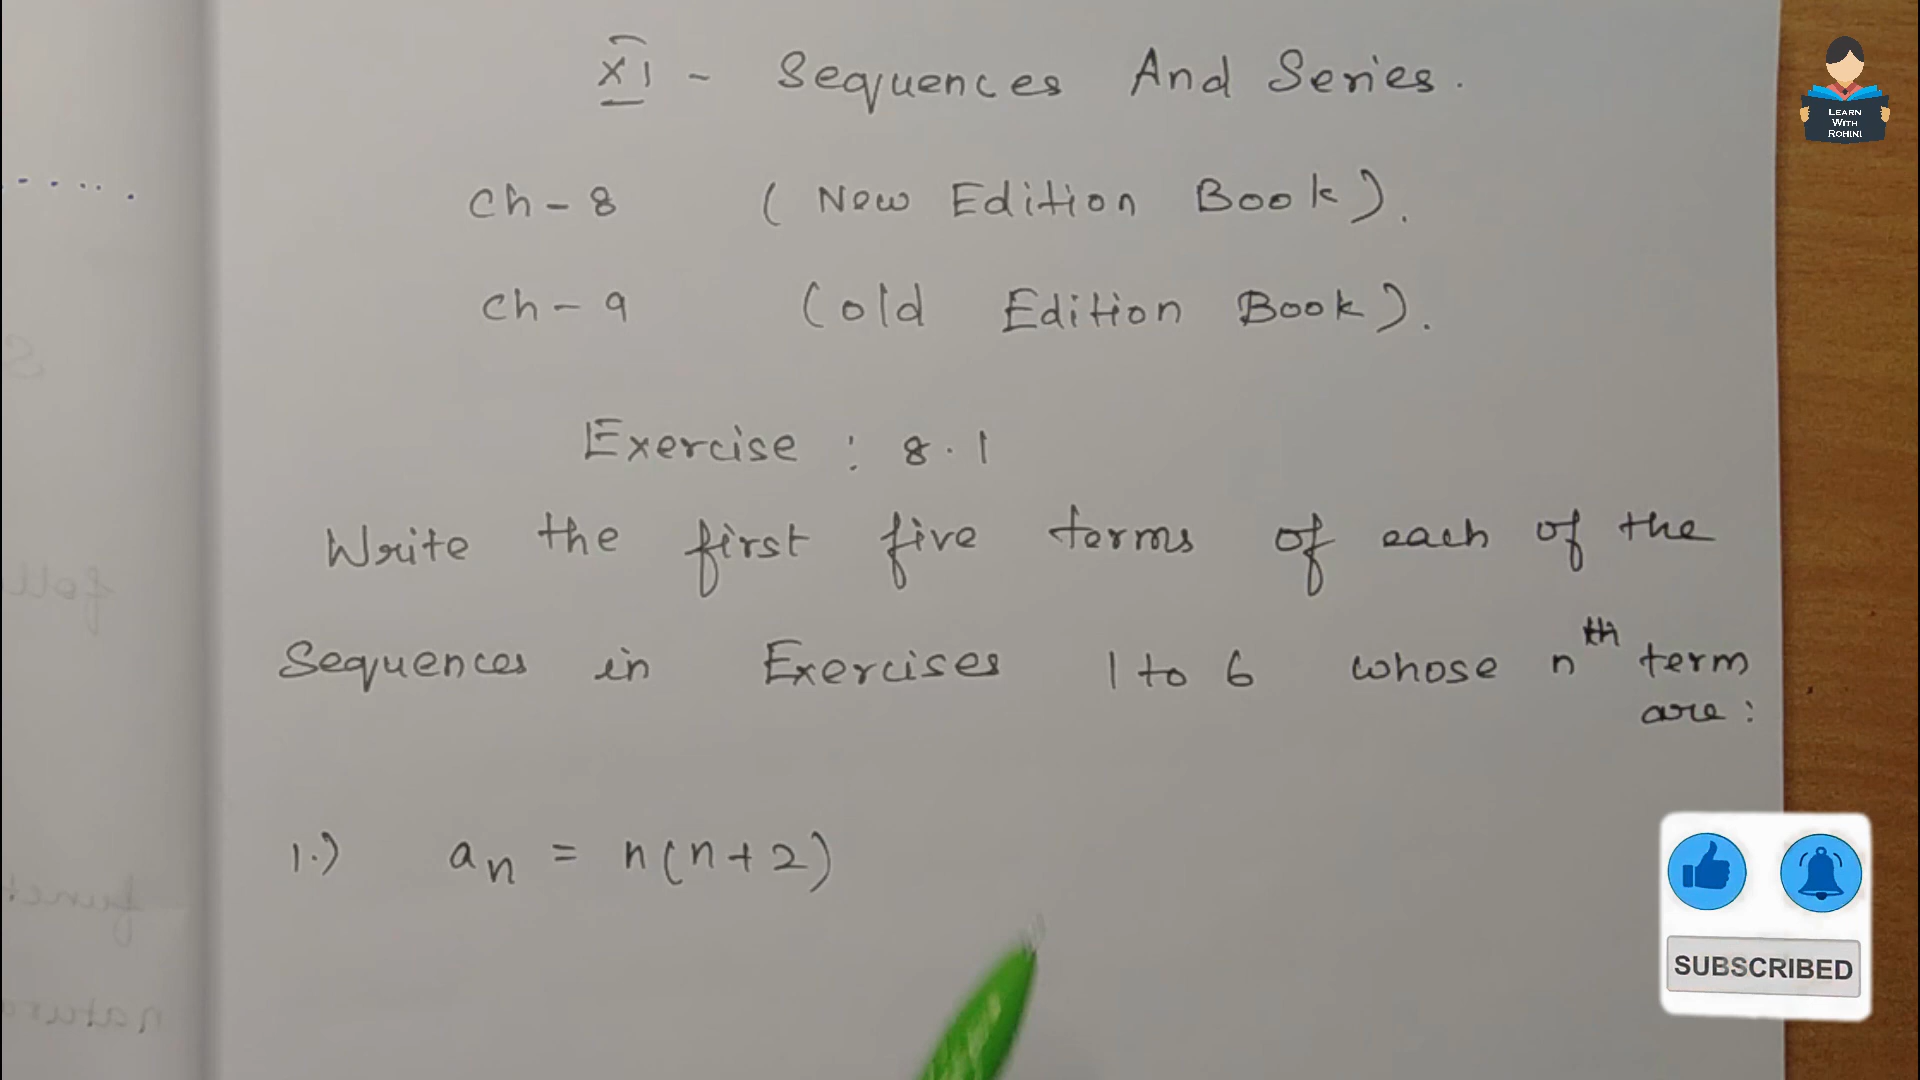 XI - Sequences And Series.
Ch-8 (New Edition Book).
Ch-9 (Old Edition Book).
Exercise : 8.1
Write the first five terms of each of the
Sequences in Exercises 1 to 6 whose nth term
are:
1.) an = n(n+2)
LEARN
WITH
ROHINI
SUBSCRIBED